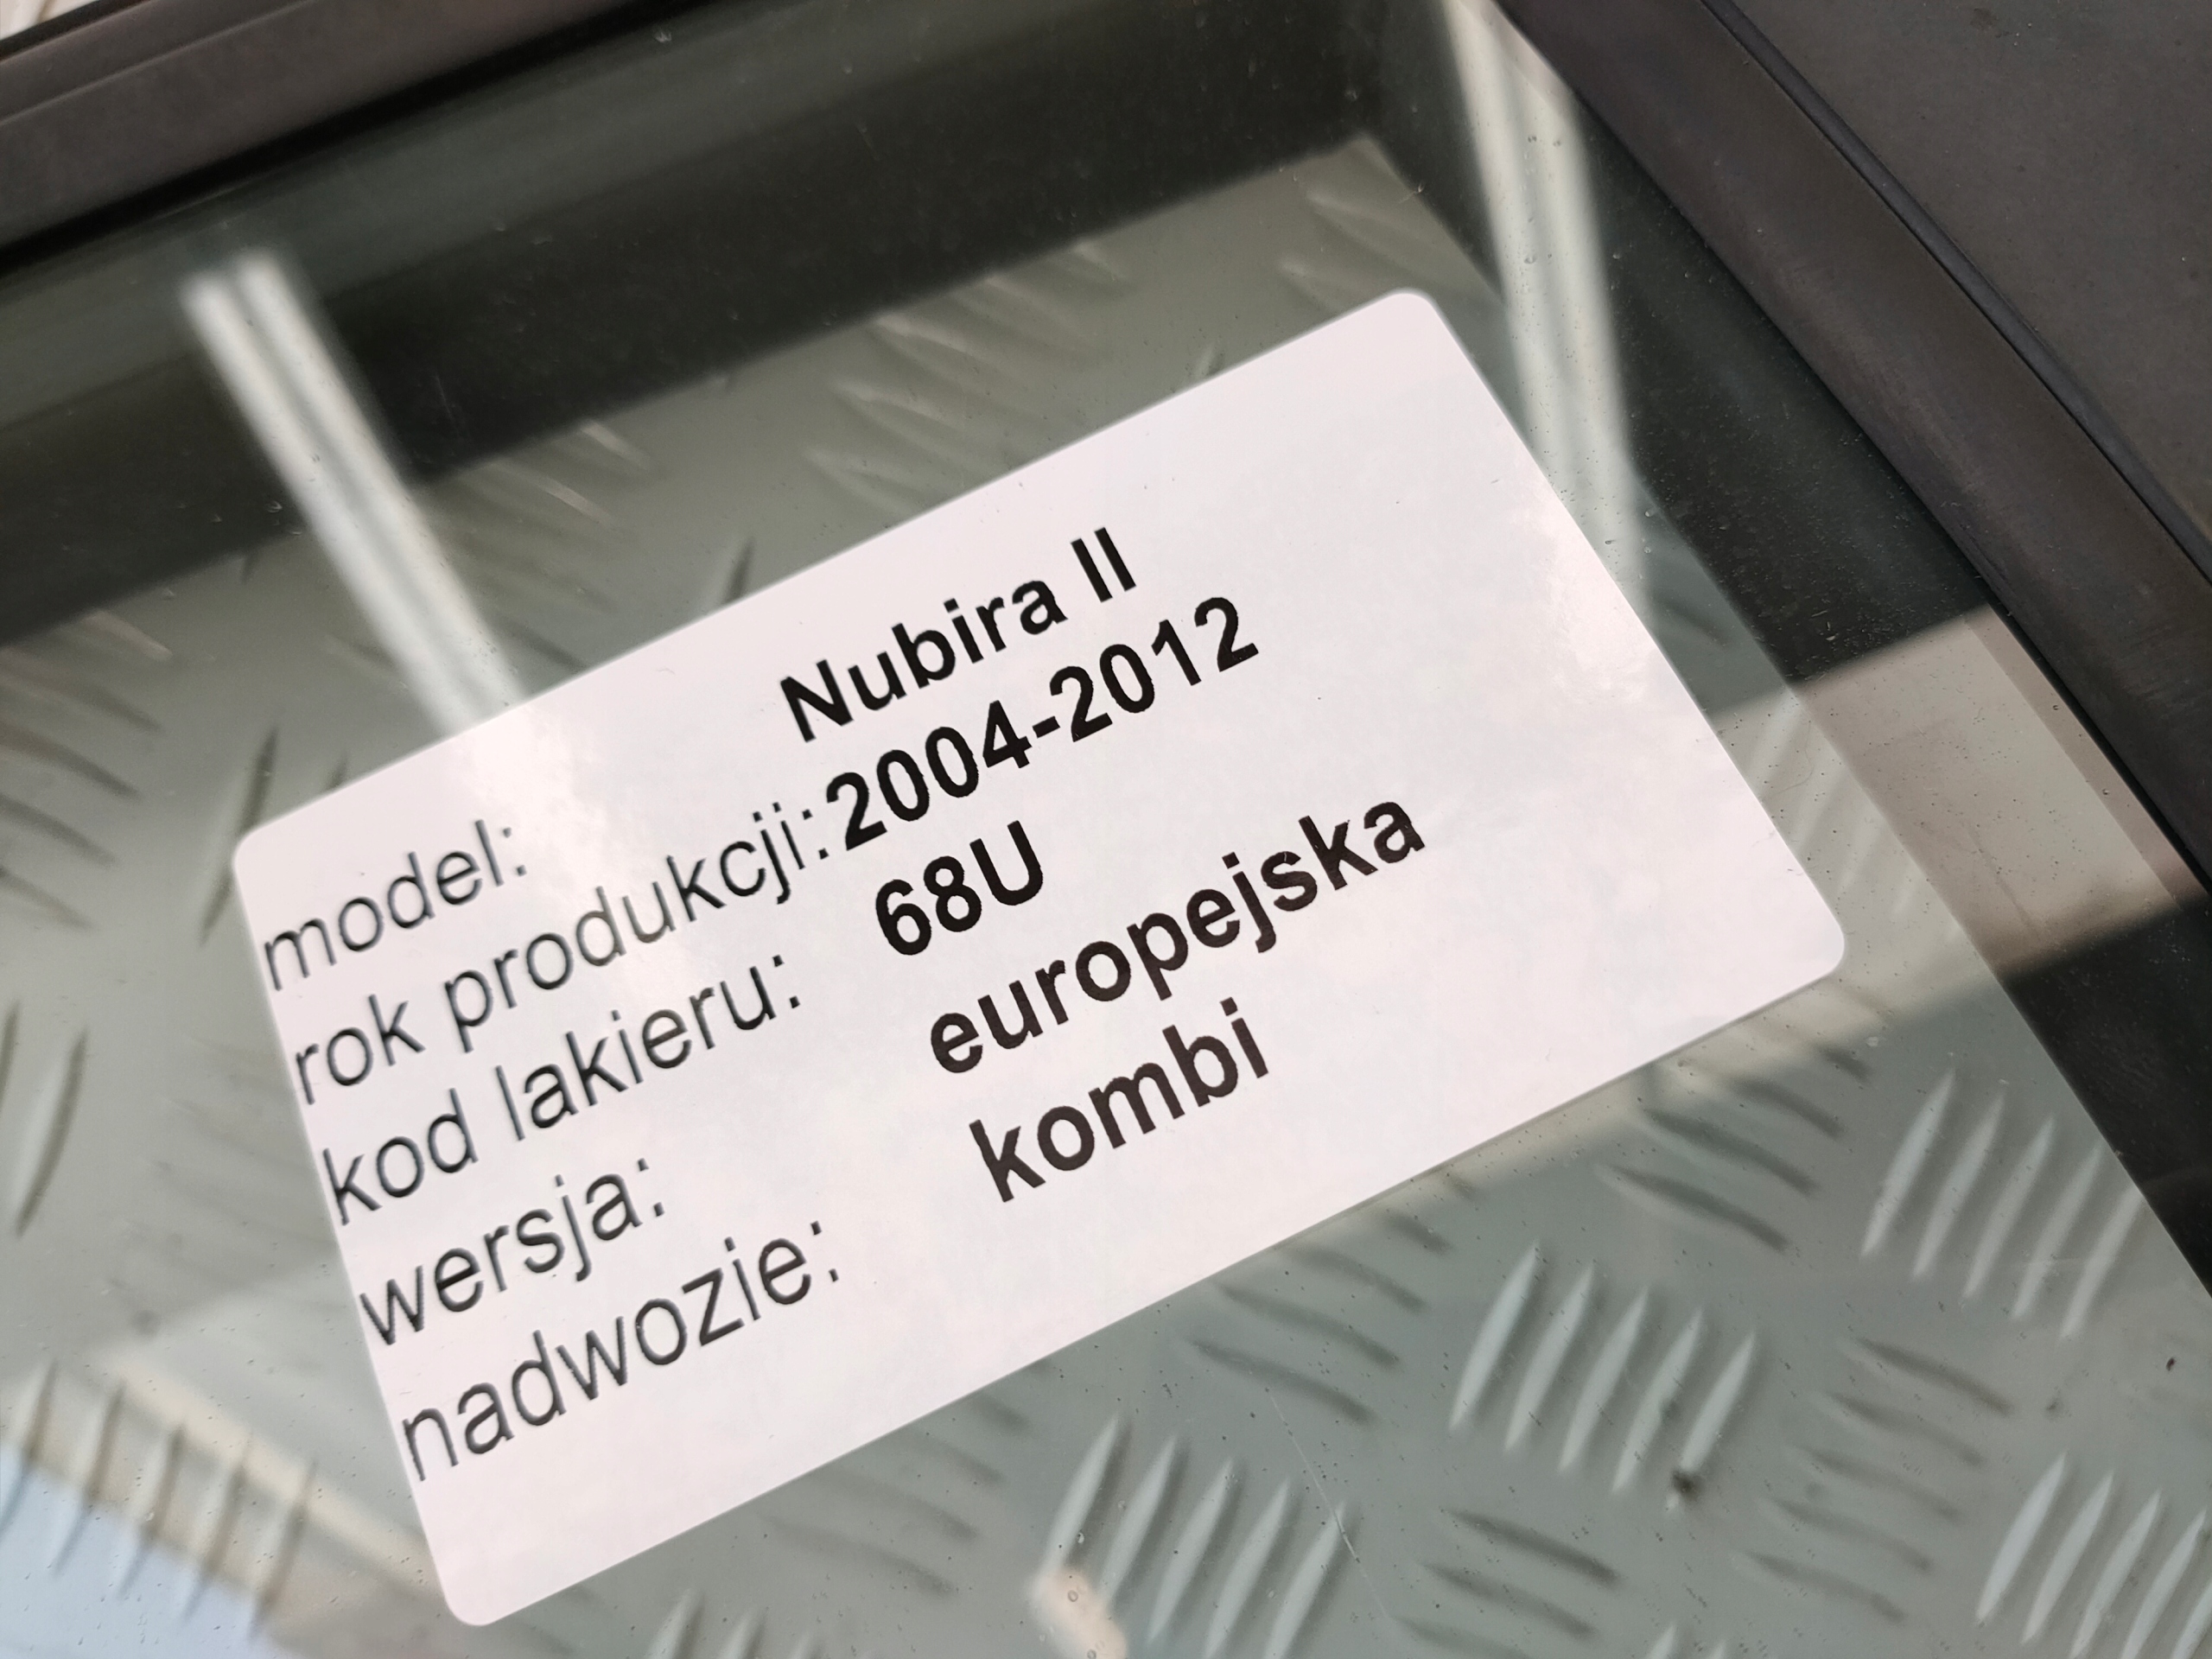 model: Nubira II
rok produkcji: 2004-2012
kod lakieru: 68U
wersja: europejska
nadwozie: kombi